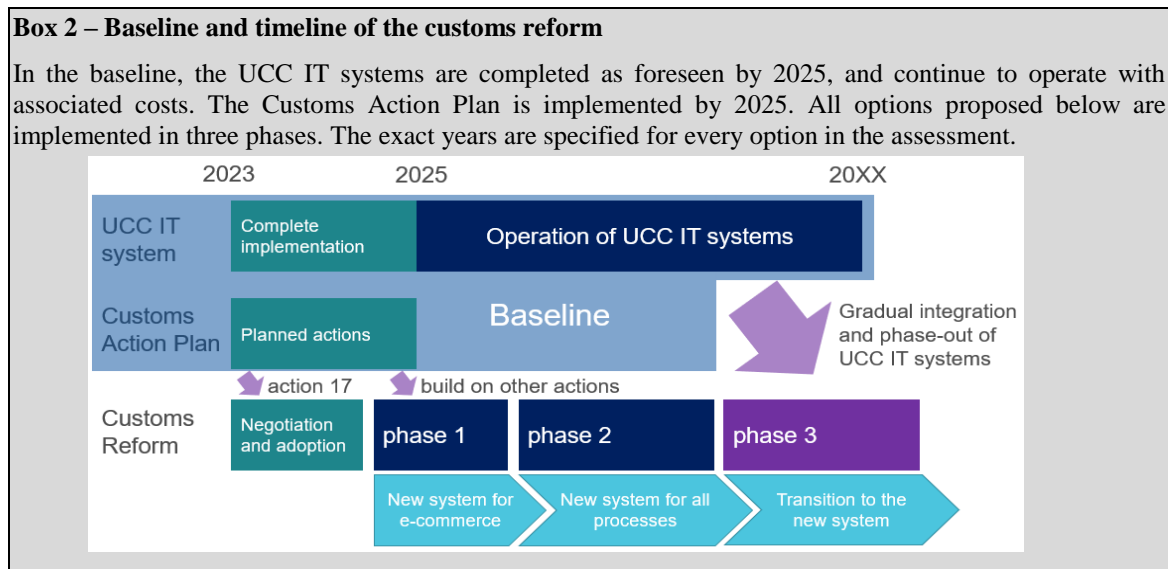 Box 2 – Baseline and timeline of the customs reform
In the baseline, the UCC IT systems are completed as foreseen by 2025, and continue to operate with
associated costs. The Customs Action Plan is implemented by 2025. All options proposed below are
implemented in three phases. The exact years are specified for every option in the assessment.
2023 2025 20XX
UCC IT
system
Complete
implementation
Operation of UCC IT systems
Customs
Action Plan
Planned actions
Baseline
Gradual integration
and phase-out of
UCC IT systems
action 17
build on other actions
Customs
Reform
Negotiation
and adoption
phase 1
phase 2
phase 3
New system for
e-commerce
New system for all
processes
Transition to the
new system